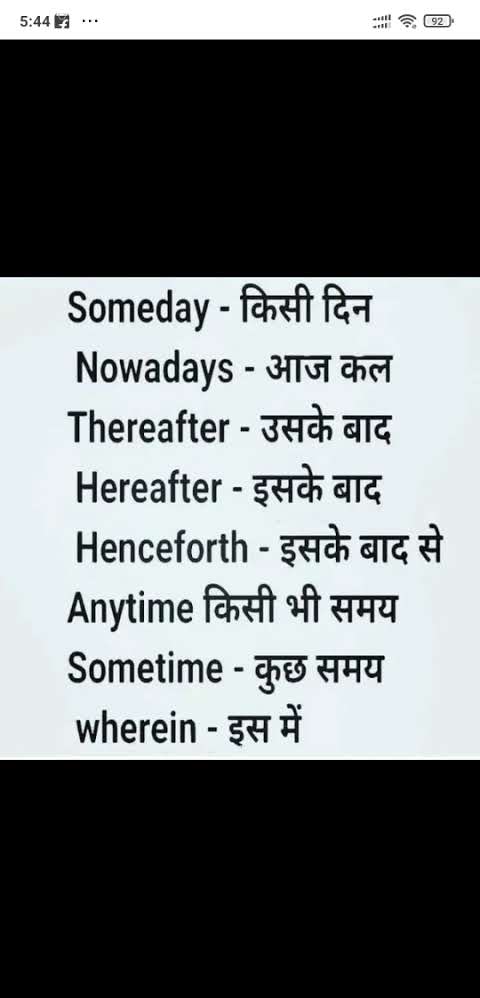 5:44 ...
92
Someday - किसी दिन
Nowadays - आज कल
Thereafter - उसके बाद
Hereafter - इसके बाद
Henceforth - इसके बाद से
Anytime किसी भी समय
Sometime - कुछ समय
wherein - इस में